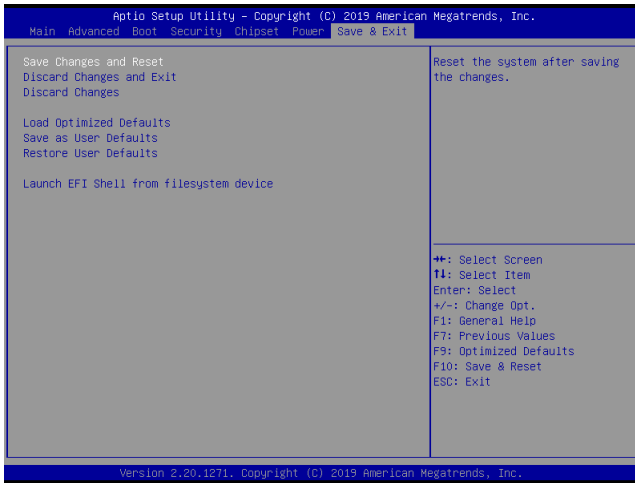 Aptio Setup Utility – Copyright (C) 2019 American Megatrends, Inc.
Main Advanced Boot Security Chipset Power Save & Exit
Save Changes and Reset
Discard Changes and Exit
Discard Changes
Load Optimized Defaults
Save as User Defaults
Restore User Defaults
Launch EFI Shell from filesystem device
Reset the system after saving
the changes.
→←: Select Screen
↑↓: Select Item
Enter: Select
+/-: Change Opt.
F1: General Help
F7: Previous Values
F9: Optimized Defaults
F10: Save & Reset
ESC: Exit
Version 2.20.1271. Copyright (C) 2019 American Megatrends, Inc.